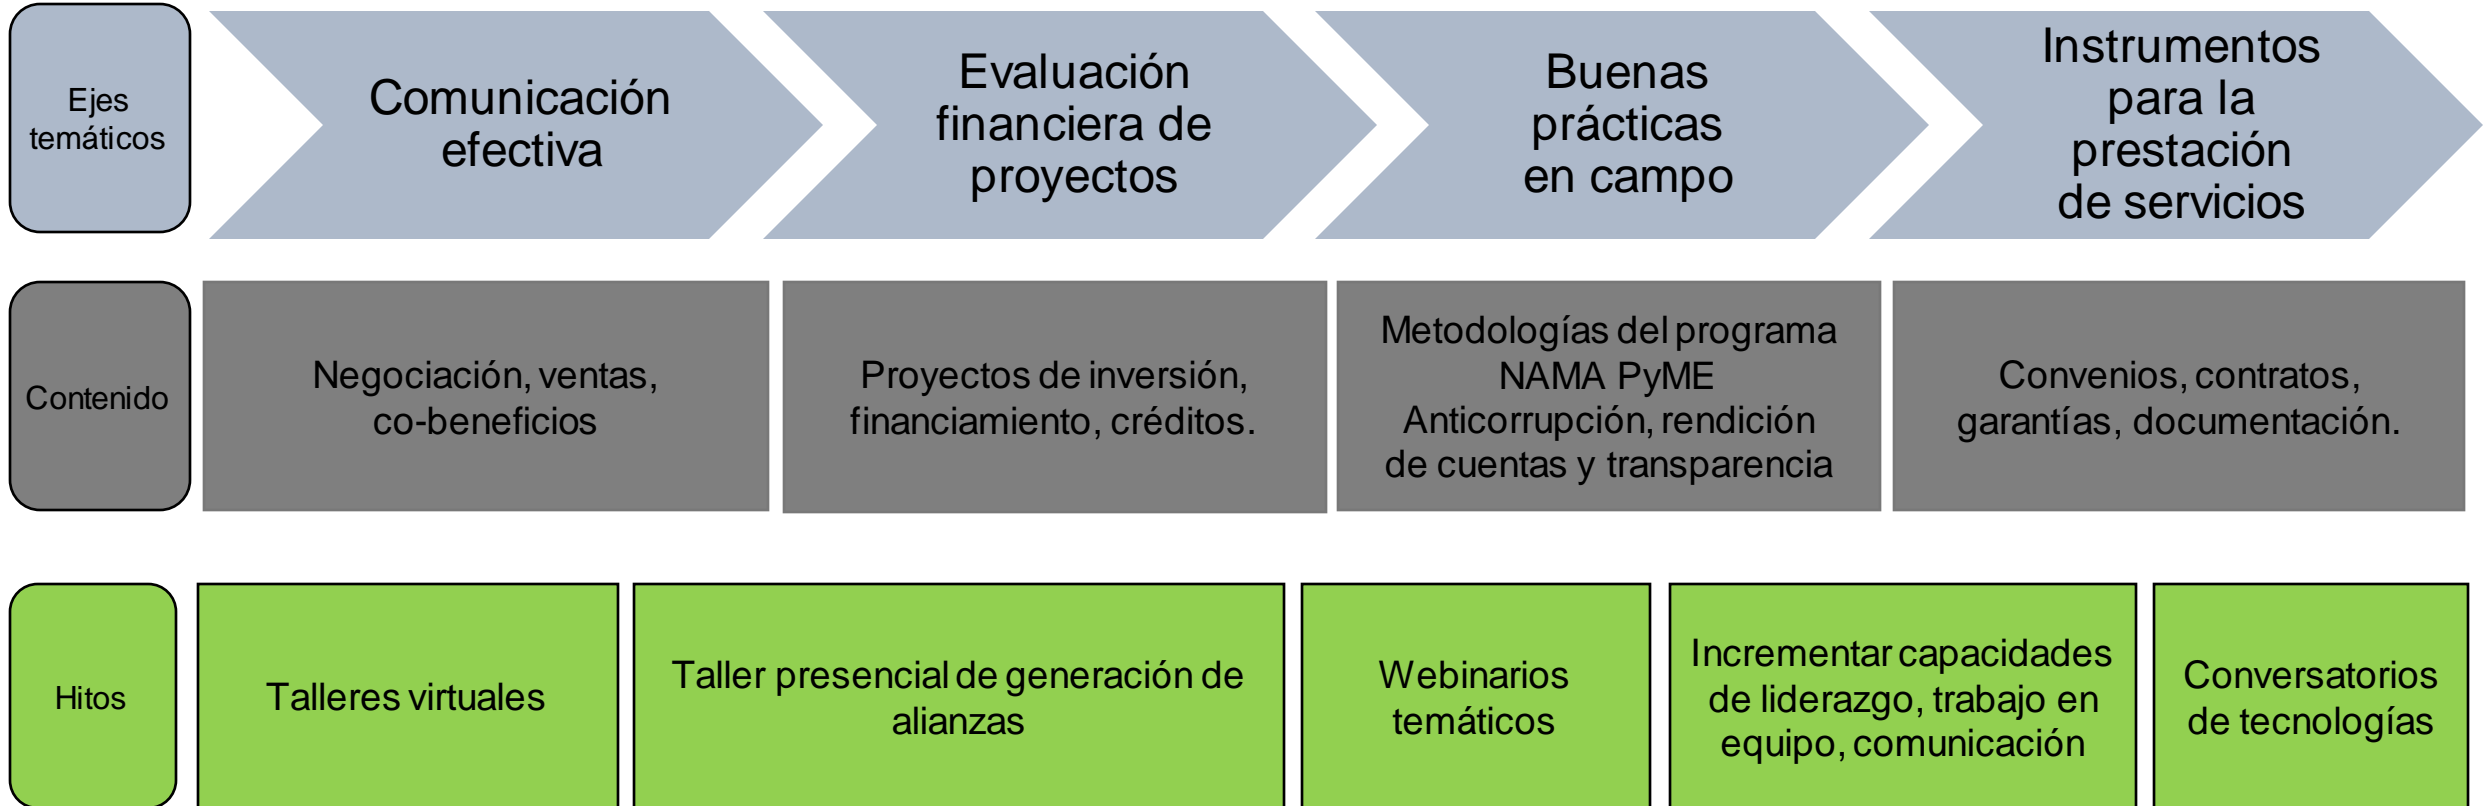 Ejes
temáticos
Comunicación
efectiva
Evaluación
financiera de
proyectos
Buenas
prácticas
en campo
Instrumentos
para la
prestación
de servicios
Contenido
Negociación, ventas,
co-beneficios
Proyectos de inversión,
financiamiento, créditos.
Metodologías del programa
NAMA PyME
Anticorrupción, rendición
de cuentas y transparencia
Convenios, contratos,
garantías, documentación.
Hitos
Talleres virtuales
Taller presencial de generación de
alianzas
Webinarios
temáticos
Incrementar capacidades
de liderazgo, trabajo en
equipo, comunicación
Conversatorios
de tecnologías